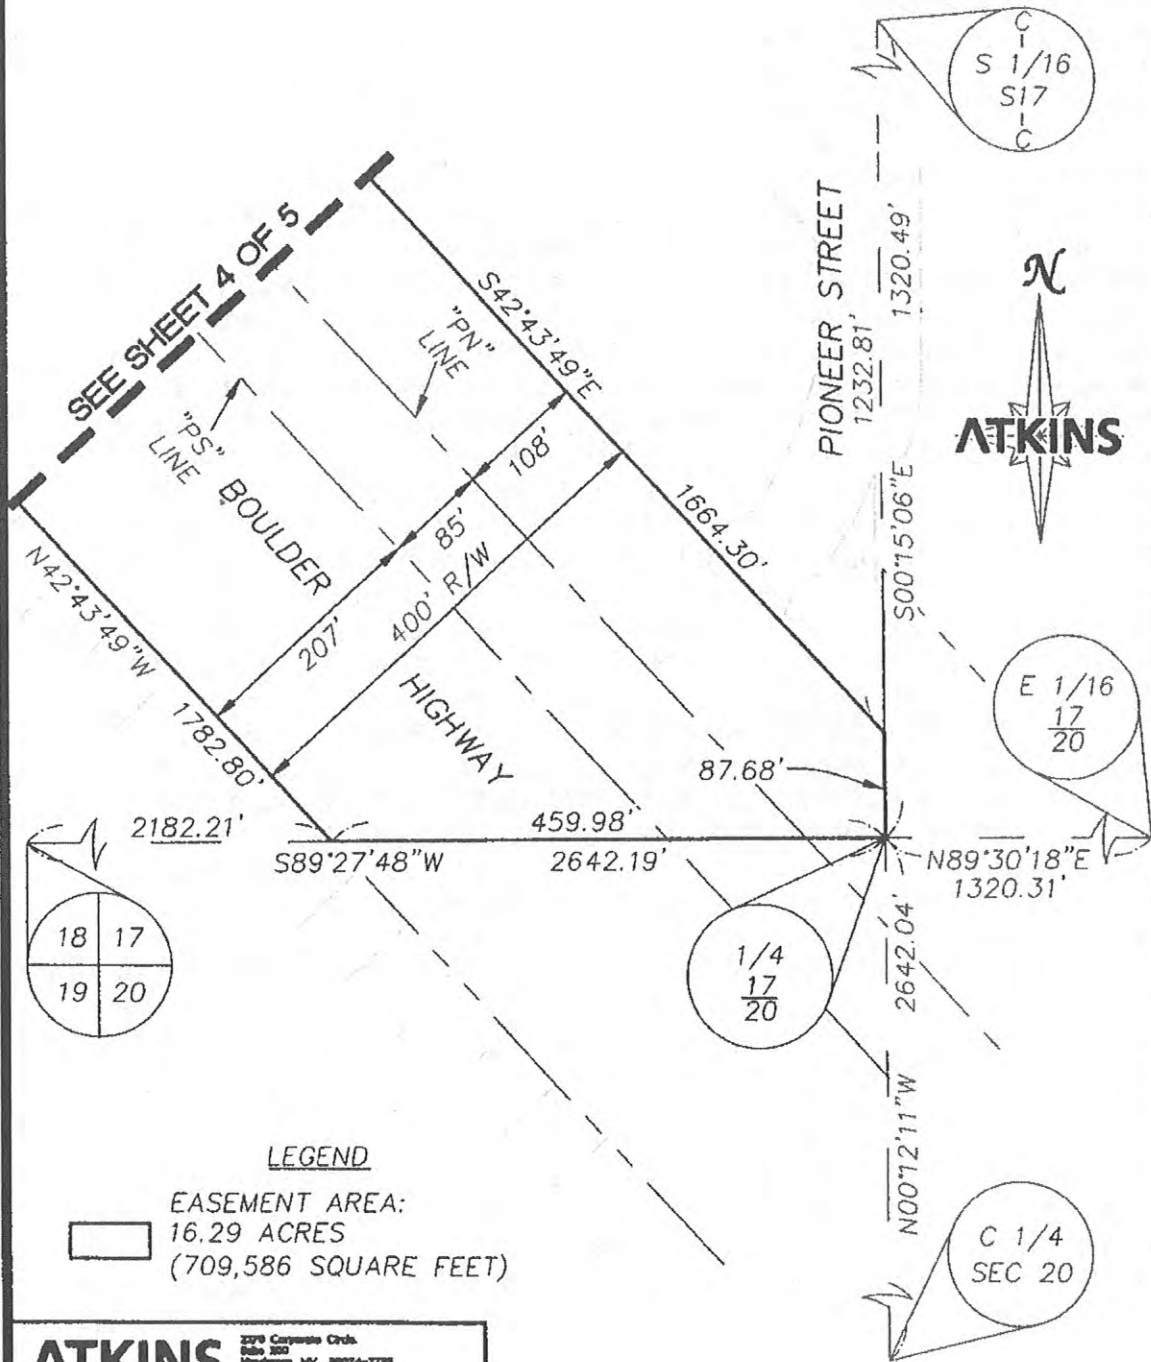 C
S 1/16
S17
C
PIONEER STREET
1232.81'
1320.49'
S00°15'06"E
N
ATKINS
SEE SHEET 4 OF 5
S42°43'49"E
1664.30'
"PN"
LINE
"PS"
LINE
BOULDER
HIGHWAY
108'
85'
207'
400' R/W
N42°43'49"W
1782.80'
E 1/16
17
20
87.68'
2182.21'
459.98'
S89°27'48"W
2642.19'
N89°30'18"E
1320.31'
18 17
19 20
1/4
17
20
2642.04'
N00°12'11"W
C 1/4
SEC 20
LEGEND
EASEMENT AREA:
16.29 ACRES
(709,586 SQUARE FEET)
ATKINS
Corporate Circle